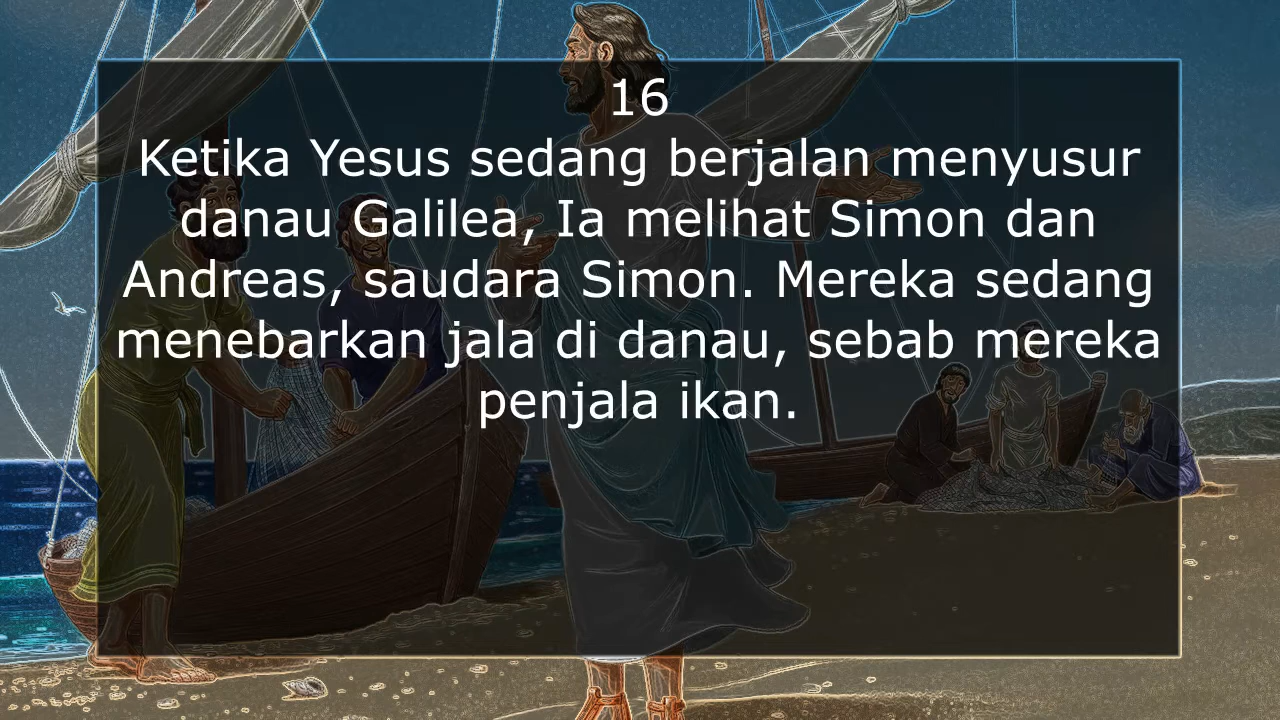 16
Ketika Yesus sedang berjalan menyusur
danau Galilea, Ia melihat Simon dan
Andreas, saudara Simon. Mereka sedang
menebarkan jala di danau, sebab mereka
penjala ikan.